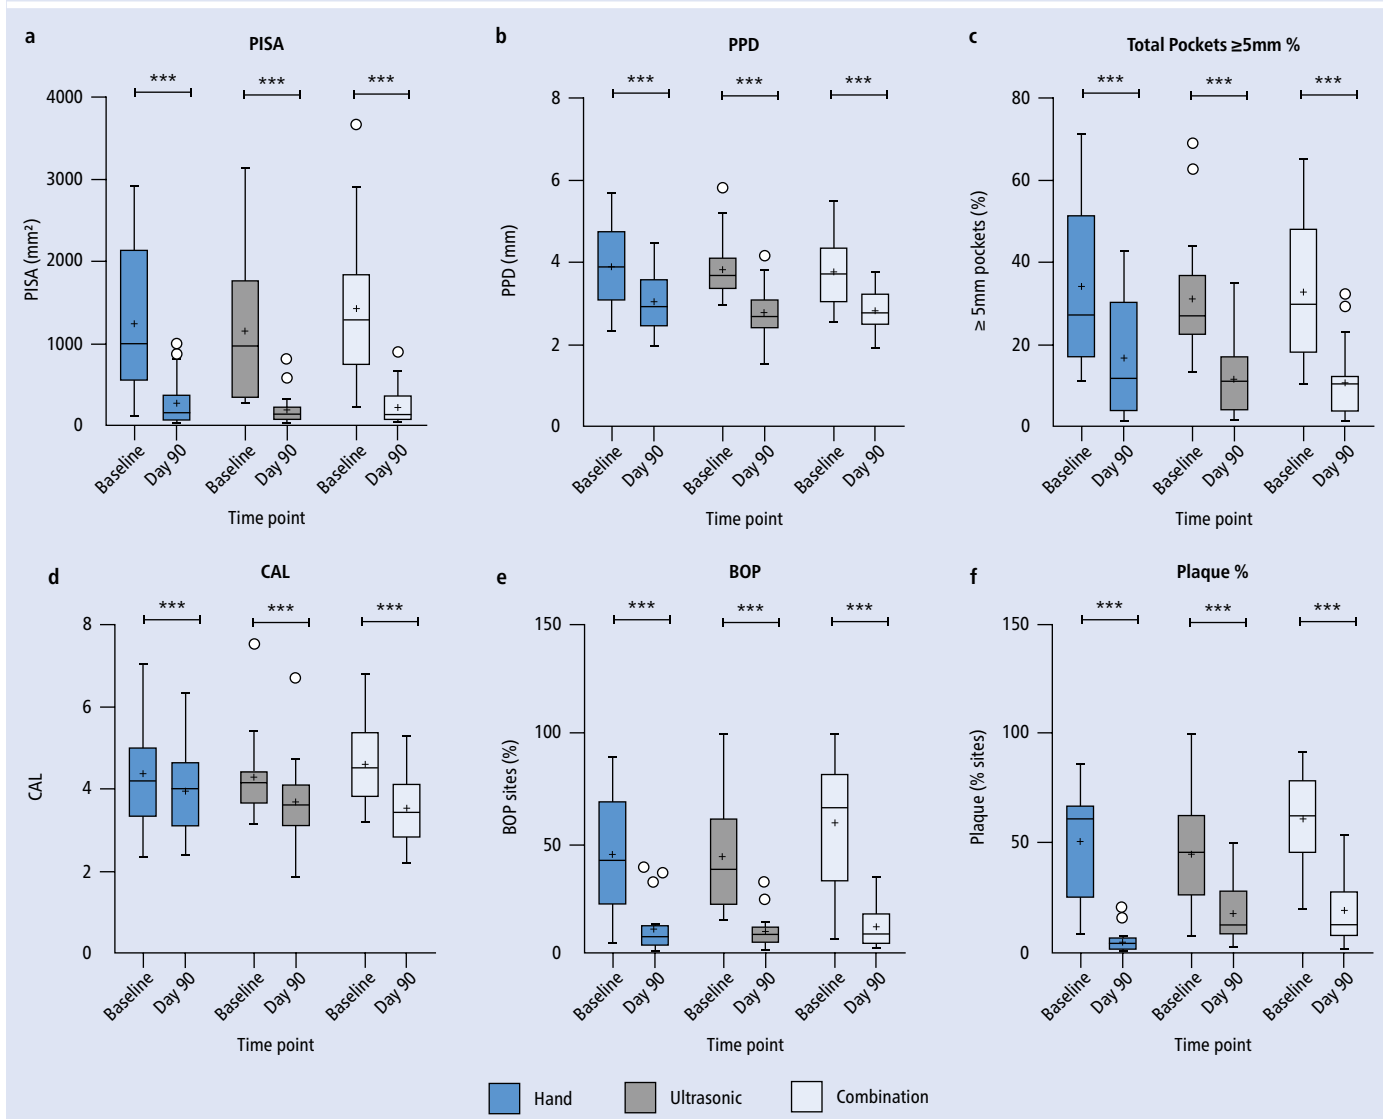 a
PISA
***
***
***
4000
3000
2000
1000
0
PISA (mm²)
Baseline
Day 90
Baseline
Day 90
Baseline
Day 90
Time point
b
PPD
***
***
***
8
6
4
2
0
PPD (mm)
Baseline
Day 90
Baseline
Day 90
Baseline
Day 90
Time point
c
Total Pockets ≥5mm %
***
***
***
80
60
40
20
0
≥ 5mm pockets (%)
Baseline
Day 90
Baseline
Day 90
Baseline
Day 90
Time point
d
CAL
***
***
***
8
6
4
2
0
CAL
Baseline
Day 90
Baseline
Day 90
Baseline
Day 90
Time point
e
BOP
***
***
***
150
100
50
0
BOP sites (%)
Baseline
Day 90
Baseline
Day 90
Baseline
Day 90
Time point
f
Plaque %
***
***
***
150
100
50
0
Plaque (% sites)
Baseline
Day 90
Baseline
Day 90
Baseline
Day 90
Time point
Hand
Ultrasonic
Combination